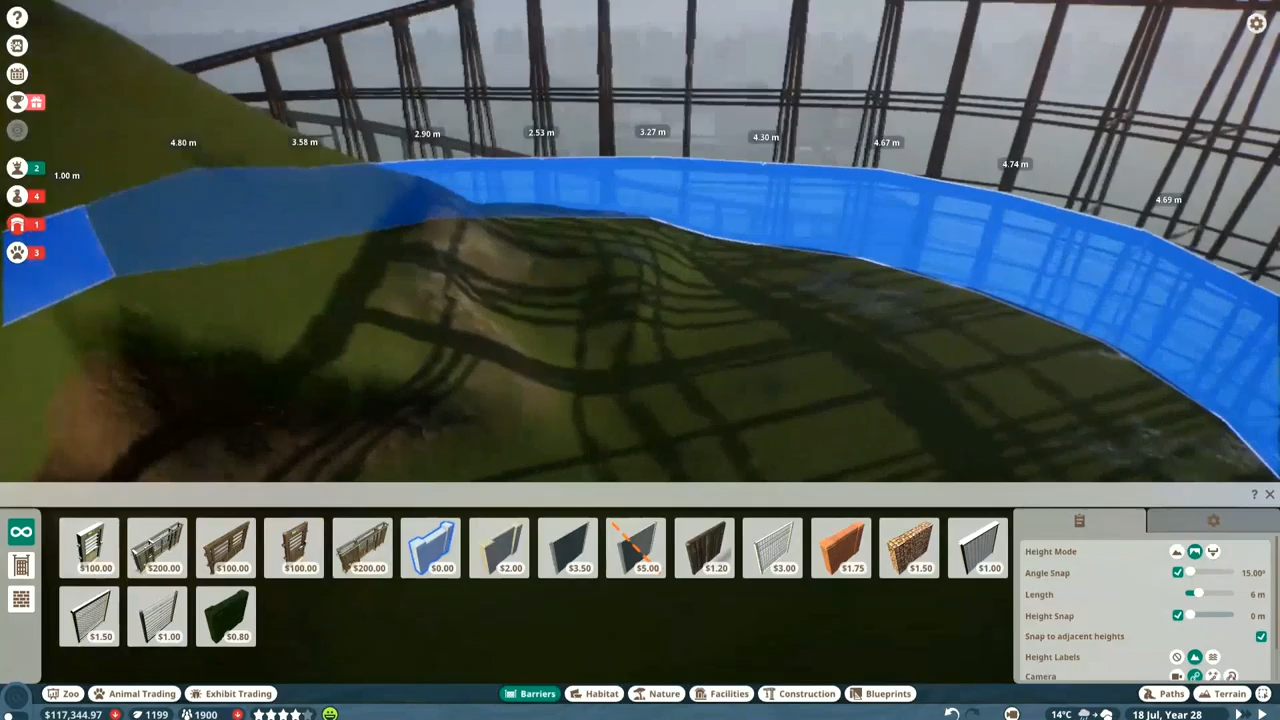 ?
2
4
1
3
1.00 m
4.80 m
3.58 m
2.90 m
2.53 m
3.27 m
4.30 m
4.67 m
4.74 m
4.69 m
?
$100.00
$200.00
$100.00
$100.00
$200.00
$0.00
$2.00
$3.50
$5.00
$1.20
$3.00
$1.75
$1.50
$1.00
$1.50
$1.00
$0.80
Height Mode
Angle Snap 15.00°
Length 6 m
Height Snap 0 m
Snap to adjacent heights
Height Labels
Camera
Zoo Animal Trading Exhibit Trading Barriers Habitat Nature Facilities Construction Blueprints Paths Terrain
$117,344.97 1199 1900 14°C 18 Jul, Year 28